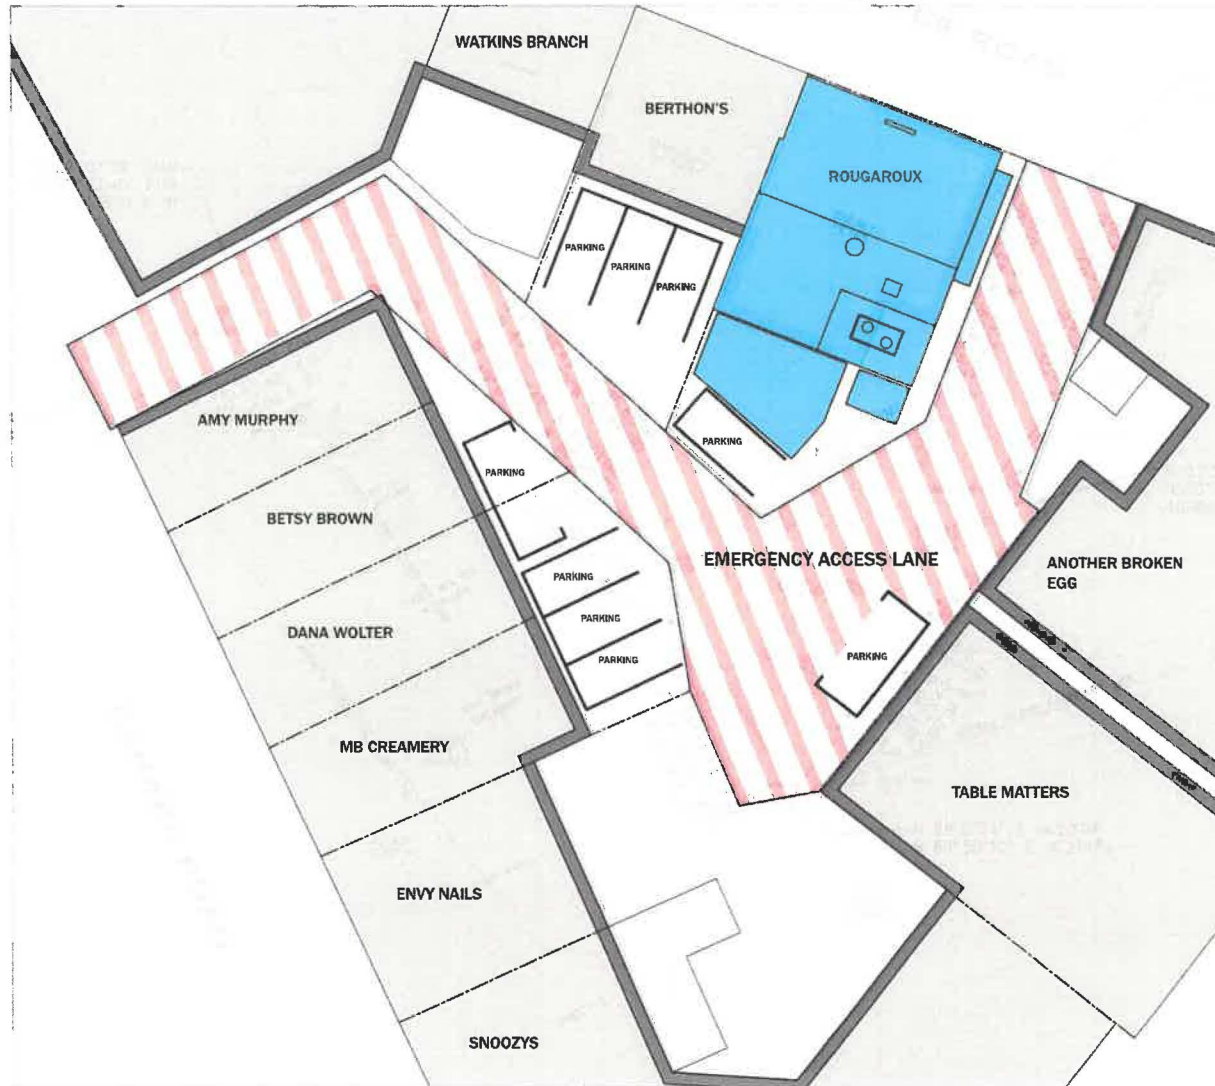 WATKINS BRANCH
BERTHON'S
ROUGAROUX
PARKING
PARKING
PARKING
AMY MURPHY
PARKING
PARKING
BETSY BROWN
EMERGENCY ACCESS LANE
ANOTHER BROKEN
EGG
PARKING
DANA WOLTER
PARKING
PARKING
PARKING
MB CREAMERY
TABLE MATTERS
ENVY NAILS
SNOOZYS